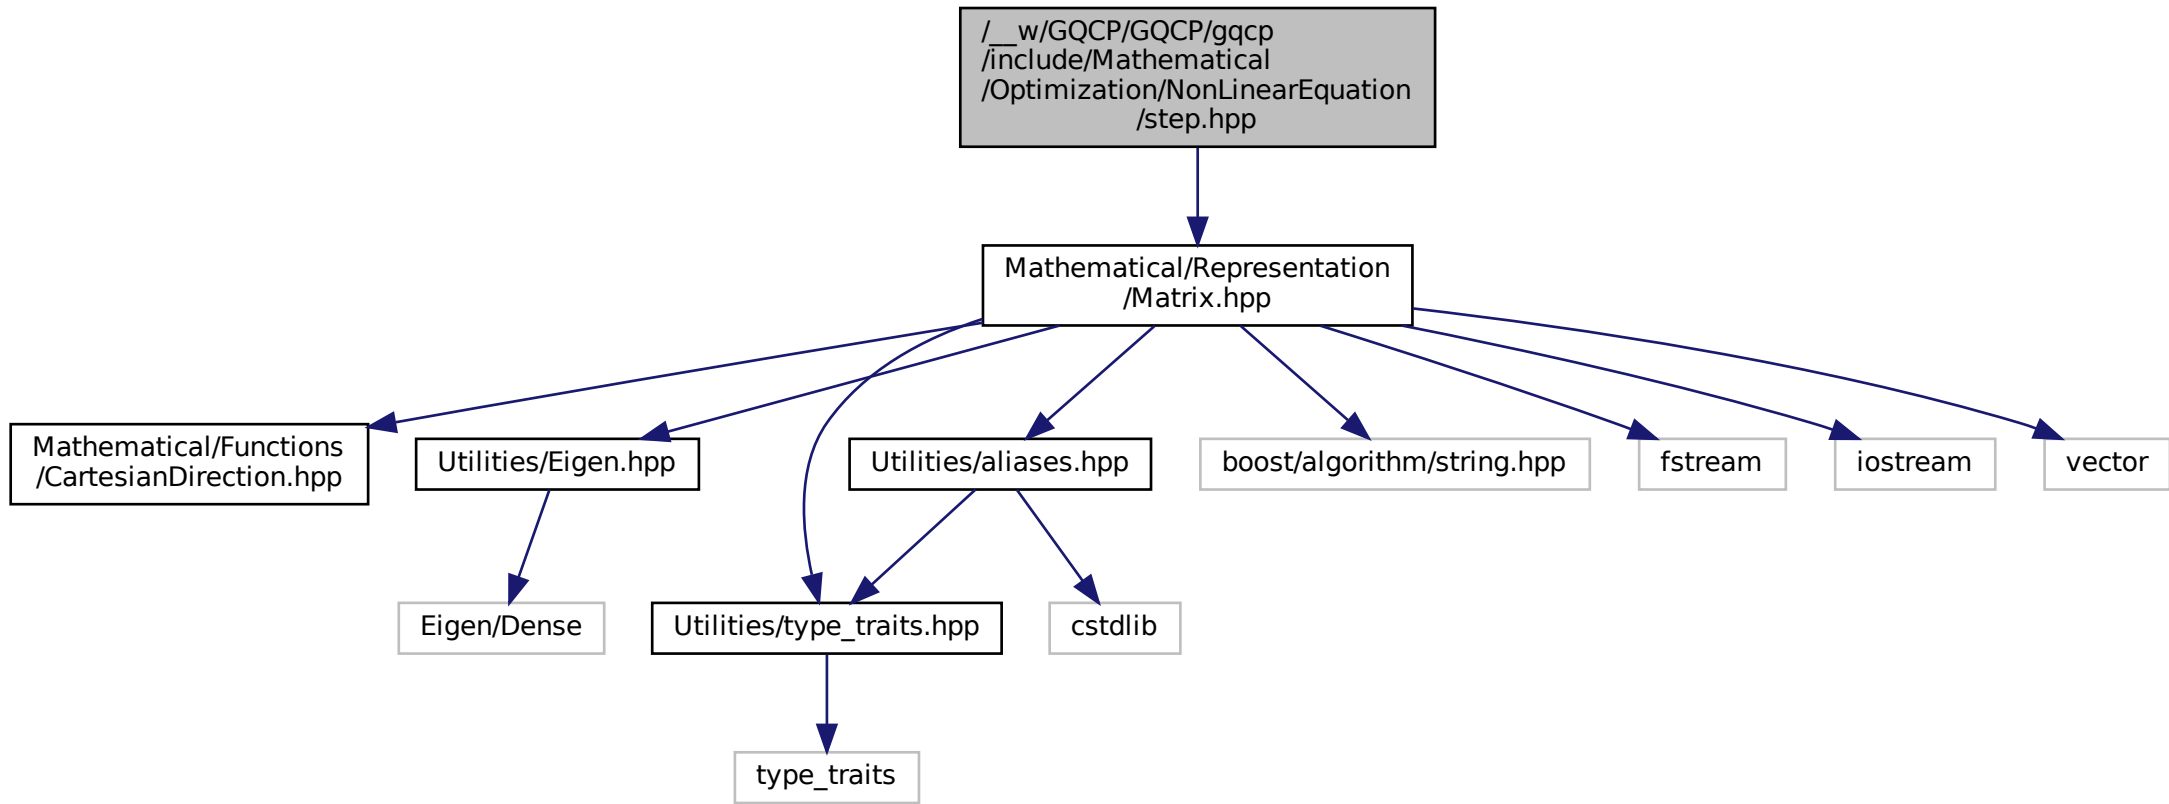 /__w/GQCP/GQCP/gqcp
/include/Mathematical
/Optimization/NonLinearEquation
/step.hpp
Mathematical/Representation
/Matrix.hpp
Mathematical/Functions
/CartesianDirection.hpp
Utilities/Eigen.hpp
Utilities/aliases.hpp
boost/algorithm/string.hpp
fstream
iostream
vector
Eigen/Dense
Utilities/type_traits.hpp
cstdlib
type_traits